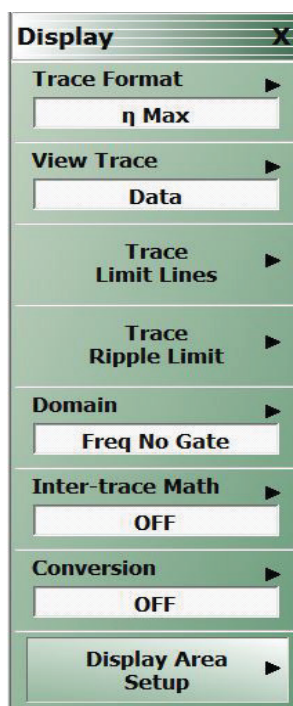 Display X
Trace Format
η Max
View Trace
Data
Trace
Limit Lines
Trace
Ripple Limit
Domain
Freq No Gate
Inter-trace Math
OFF
Conversion
OFF
Display Area
Setup